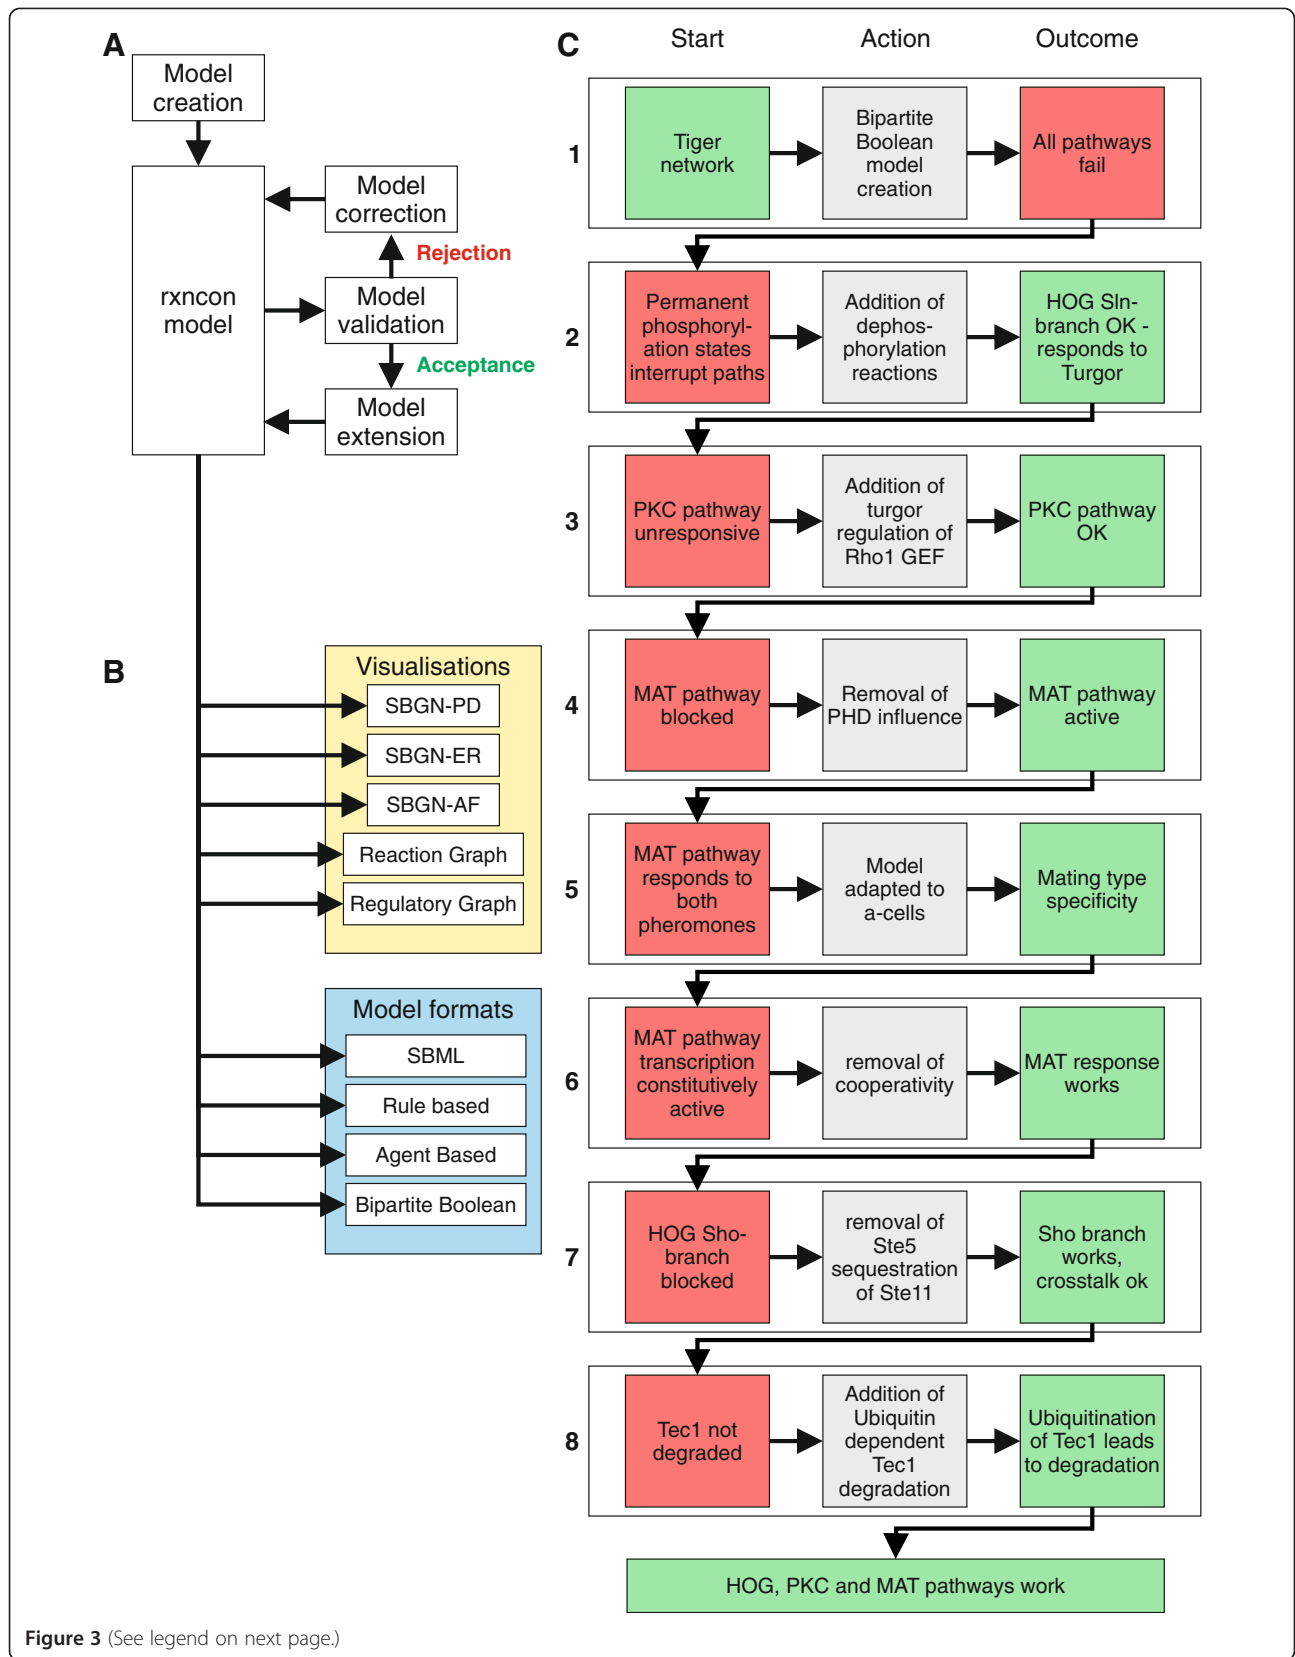 A
Model
creation
rxncon
model
Model
correction
Rejection
Model
validation
Acceptance
Model
extension
B
Visualisations
SBGN-PD
SBGN-ER
SBGN-AF
Reaction Graph
Regulatory Graph
Model formats
SBML
Rule based
Agent Based
Bipartite Boolean
C
Start
Action
Outcome
1
Tiger
network
Bipartite
Boolean
model
creation
All pathways
fail
2
Permanent
phosphoryl-
ation states
interrupt paths
Addition of
dephos-
phorylation
reactions
HOG Sln-
branch OK -
responds to
Turgor
3
PKC pathway
unresponsive
Addition of
turgor
regulation of
Rho1 GEF
PKC pathway
OK
4
MAT pathway
blocked
Removal of
PHD influence
MAT pathway
active
5
MAT pathway
responds to
both
pheromones
Model
adapted to
a-cells
Mating type
specificity
6
MAT pathway
transcription
constitutively
active
removal of
cooperativity
MAT response
works
7
HOG Sho-
branch
blocked
removal of
Ste5
sequestration
of Ste11
Sho branch
works,
crosstalk ok
8
Tec1 not
degraded
Addition of
Ubiquitin
dependent
Tec1
degradation
Ubiquitination
of Tec1 leads
to degradation
HOG, PKC and MAT pathways work
Figure 3 (See legend on next page.)